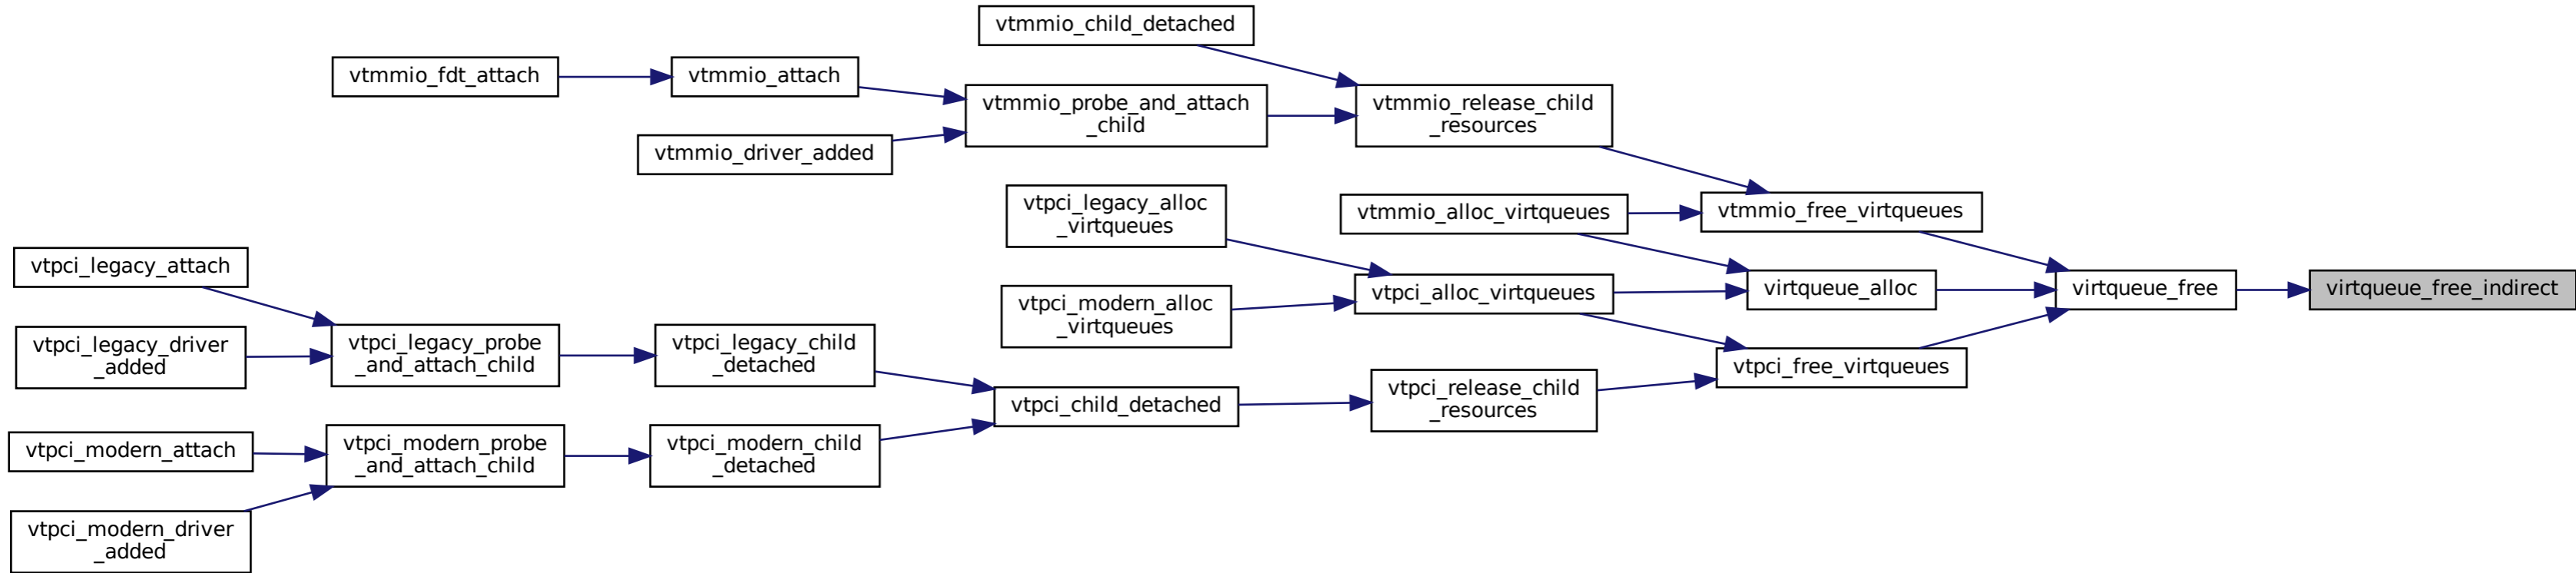 vtmmio_child_detached
vtmmio_fdt_attach
vtmmio_attach
vtmmio_probe_and_attach
_child
vtmmio_release_child
_resources
vtmmio_driver_added
vtpci_legacy_alloc
_virtqueues
vtmmio_alloc_virtqueues
vtmmio_free_virtqueues
vtpci_legacy_attach
vtpci_modern_alloc
_virtqueues
vtpci_alloc_virtqueues
virtqueue_alloc
virtqueue_free
virtqueue_free_indirect
vtpci_legacy_driver
_added
vtpci_legacy_probe
_and_attach_child
vtpci_legacy_child
_detached
vtpci_free_virtqueues
vtpci_child_detached
vtpci_release_child
_resources
vtpci_modern_attach
vtpci_modern_probe
_and_attach_child
vtpci_modern_child
_detached
vtpci_modern_driver
_added